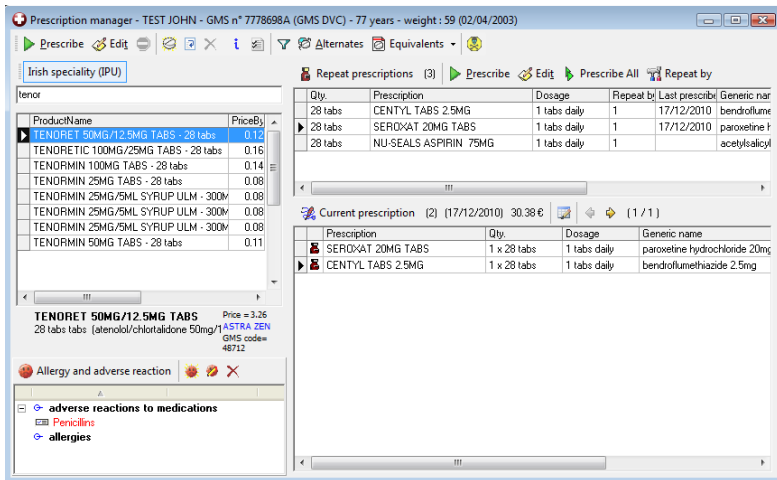 Prescription manager - TEST JOHN - GMS n° 7778698A (GMS DVC) - 77 years - weight : 59 (02/04/2003)
Prescribe Edit Alternates Equivalents
Irish speciality (IPU)
tenor
ProductName PriceBy
TENORET 50MG/12.5MG TABS - 28 tabs 0.12
TENORETIC 100MG/25MG TABS - 28 tabs 0.16
TENORMIN 100MG TABS - 28 tabs 0.14
TENORMIN 25MG TABS - 28 tabs 0.08
TENORMIN 25MG/5ML SYRUP ULM - 300M 0.08
TENORMIN 25MG/5ML SYRUP ULM - 300M 0.08
TENORMIN 25MG/5ML SYRUP ULM - 300M 0.08
TENORMIN 50MG TABS - 28 tabs 0.11
TENORET 50MG/12.5MG TABS Price =3.26
28 tabs tabs (atenolol/chlortalidone 50mg/1 ASTRA ZEN
GMS code=
48712
Allergy and adverse reaction
adverse reactions to medications
Penicillins
allergies
Repeat prescriptions (3) Prescribe Edit Prescribe All Repeat by
Qty. Prescription Dosage Repeat by Last prescribe Generic nar
28 tabs CENTYL TABS 2.5MG 1 tabs daily 1 17/12/2010 bendroflume
28 tabs SEROXAT 20MG TABS 1 tabs daily 1 17/12/2010 paroxetine h
28 tabs NU-SEALS ASPIRIN 75MG 1 tabs daily 1 acetylsalicyl
Current prescription (2) (17/12/2010) 30.38 € (1/1)
Prescription Qty. Dosage Generic name
SEROXAT 20MG TABS 1 x 28 tabs 1 tabs daily paroxetine hydrochloride 20mg
CENTYL TABS 2.5MG 1 x 28 tabs 1 tabs daily bendroflumethiazide 2.5mg